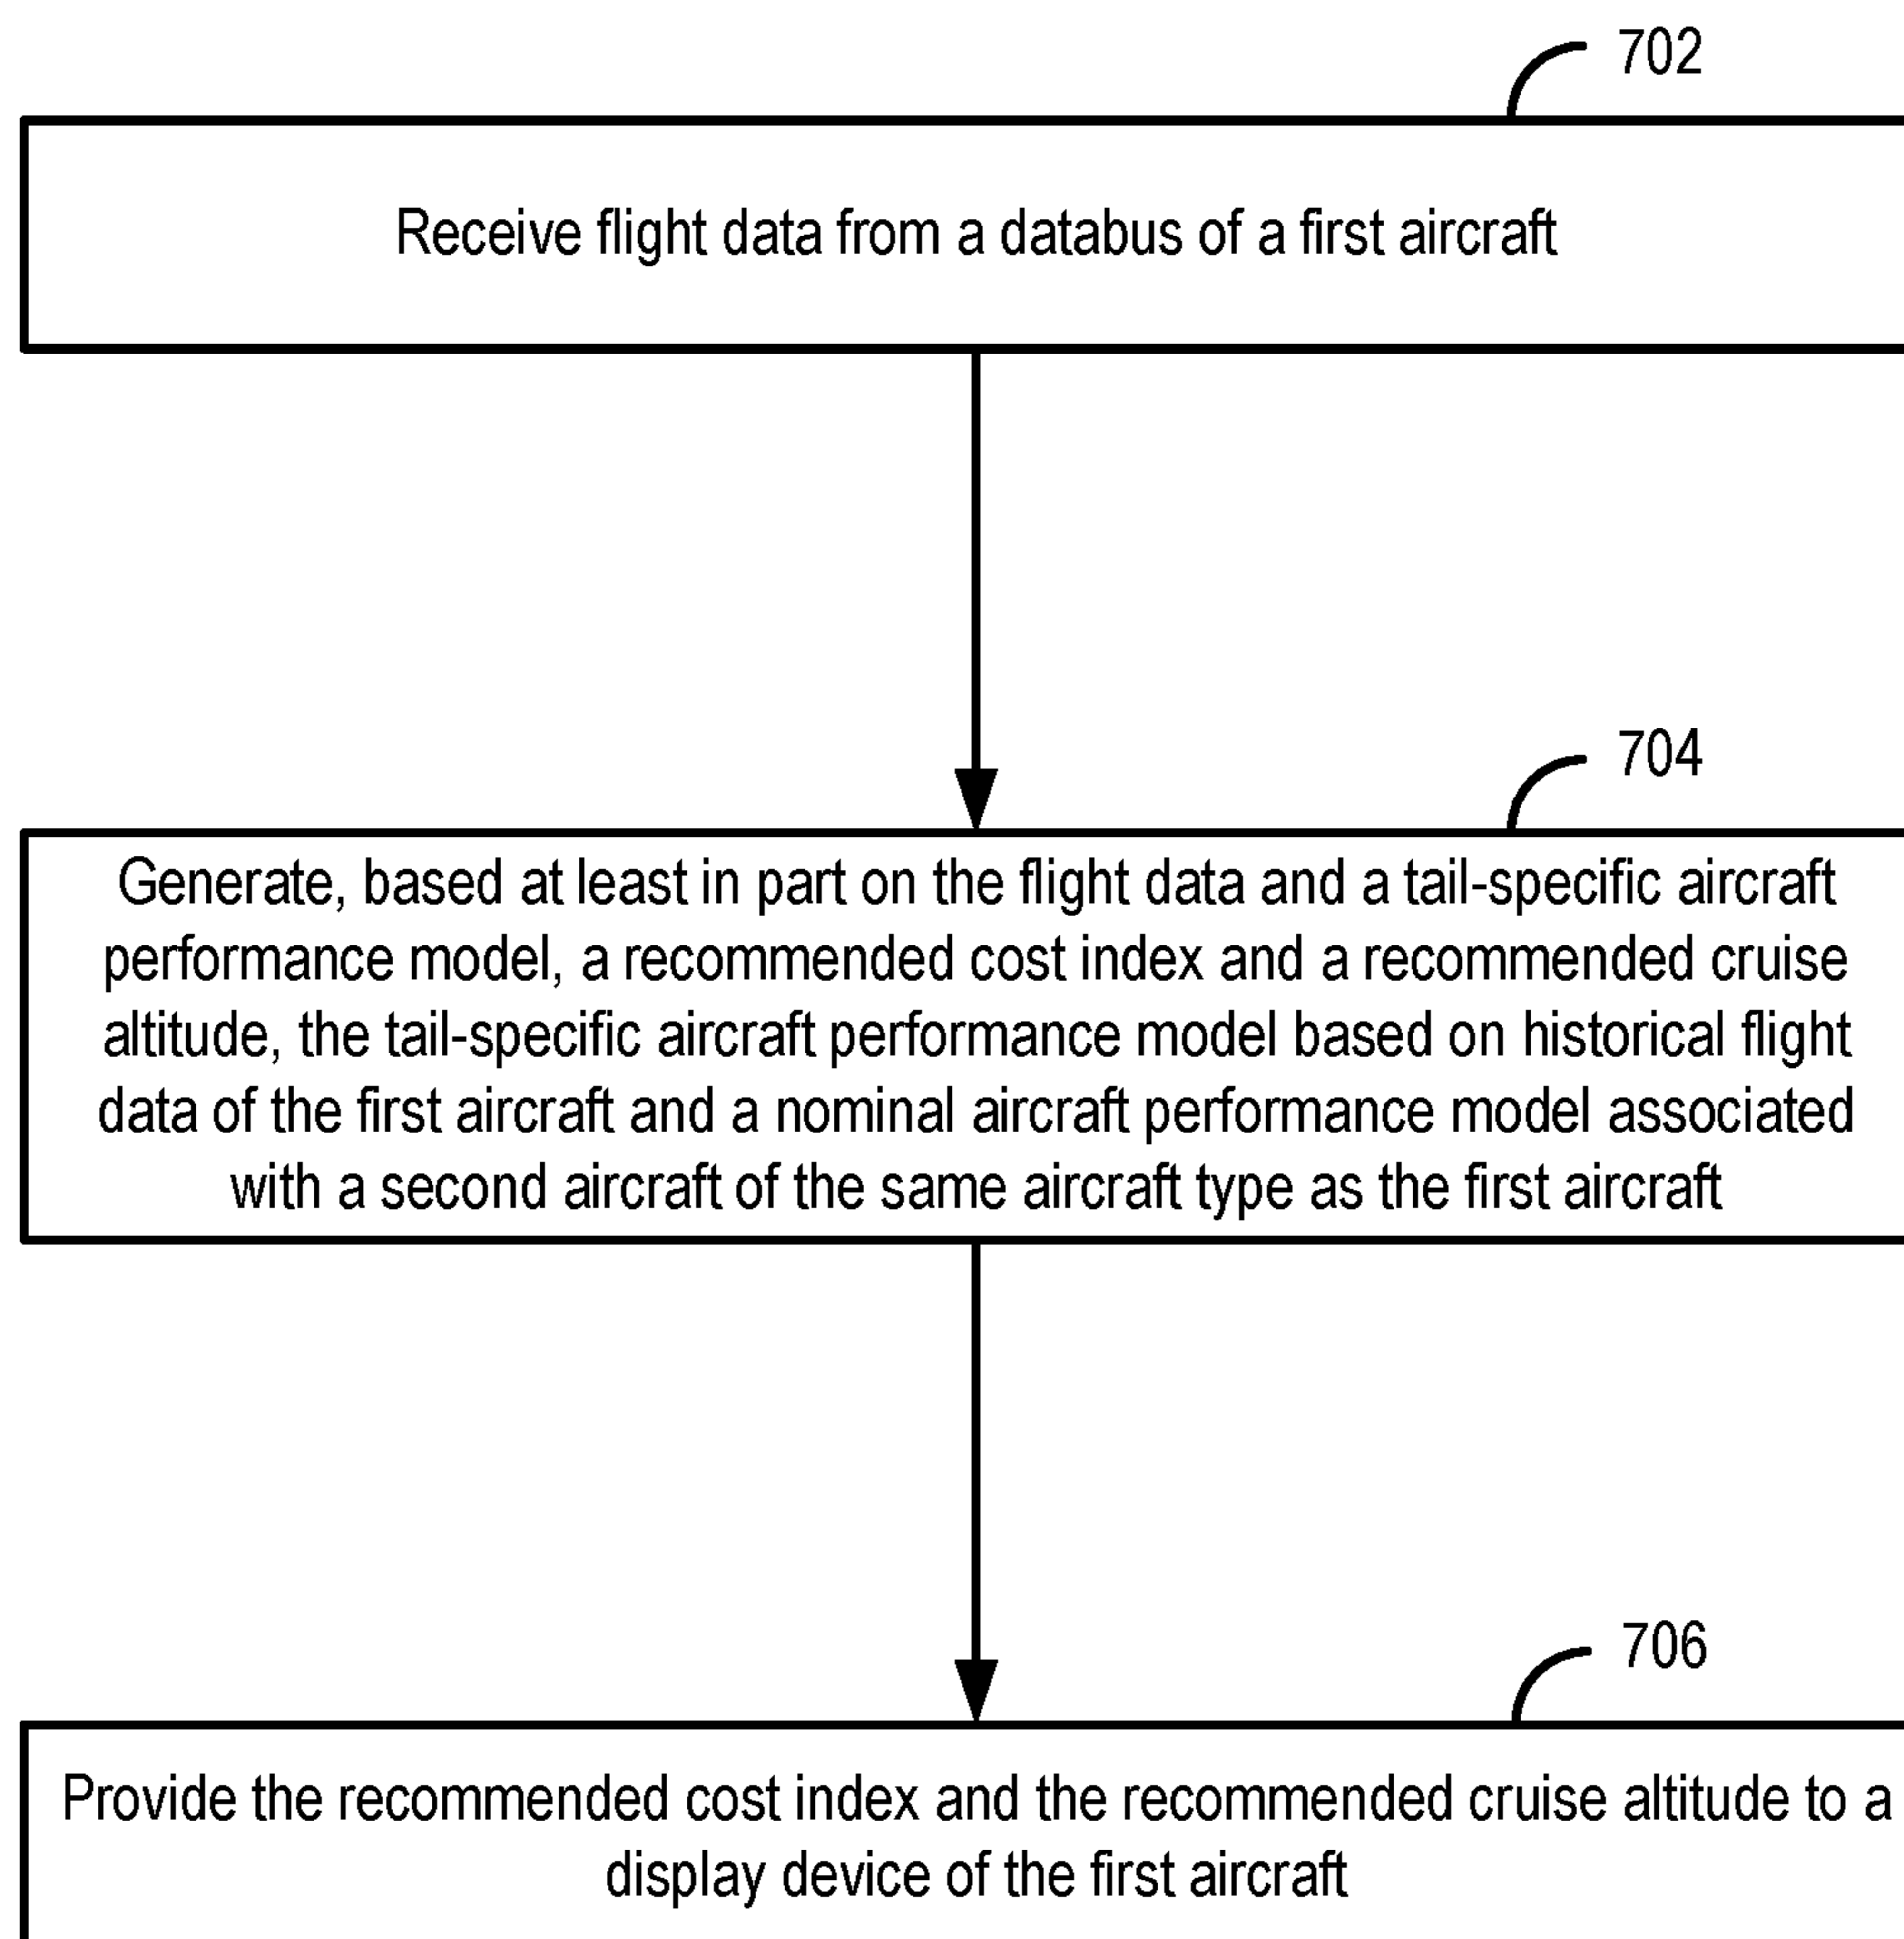 702
Receive flight data from a databus of a first aircraft
704
Generate, based at least in part on the flight data and a tail-specific aircraft
performance model, a recommended cost index and a recommended cruise
altitude, the tail-specific aircraft performance model based on historical flight
data of the first aircraft and a nominal aircraft performance model associated
with a second aircraft of the same aircraft type as the first aircraft
706
Provide the recommended cost index and the recommended cruise altitude to a
display device of the first aircraft